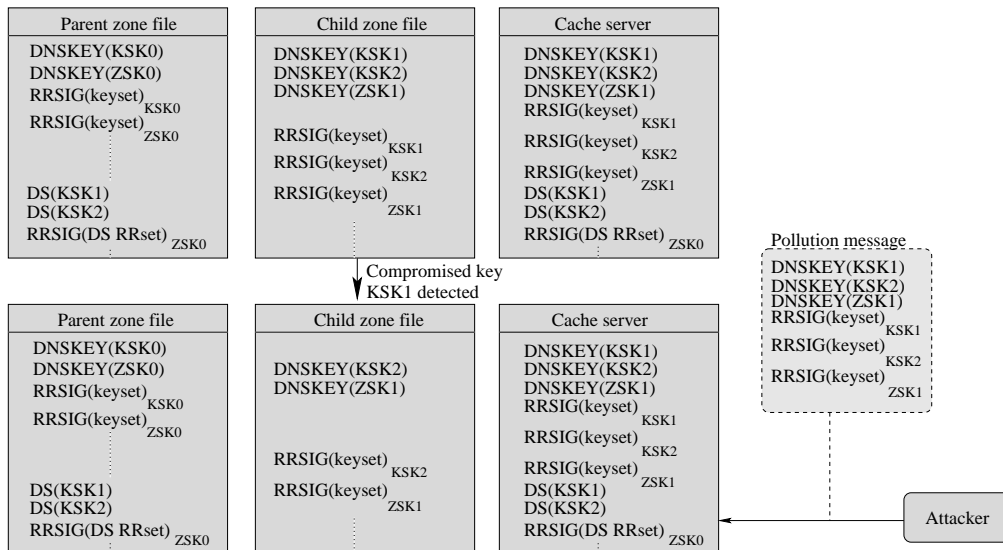 Parent zone file
DNSKEY(KSK0)
DNSKEY(ZSK0)
RRSIG(keyset)KSK0
RRSIG(keyset)ZSK0
DS(KSK1)
DS(KSK2)
RRSIG(DS RRset)ZSK0
Child zone file
DNSKEY(KSK1)
DNSKEY(KSK2)
DNSKEY(ZSK1)
RRSIG(keyset)KSK1
RRSIG(keyset)KSK2
RRSIG(keyset)ZSK1
Cache server
DNSKEY(KSK1)
DNSKEY(KSK2)
DNSKEY(ZSK1)
RRSIG(keyset)KSK1
RRSIG(keyset)KSK2
RRSIG(keyset)ZSK1
DS(KSK1)
DS(KSK2)
RRSIG(DS RRset)ZSK0
Compromised key
KSK1 detected
Parent zone file
DNSKEY(KSK0)
DNSKEY(ZSK0)
RRSIG(keyset)KSK0
RRSIG(keyset)ZSK0
DS(KSK1)
DS(KSK2)
RRSIG(DS RRset)ZSK0
Child zone file
DNSKEY(KSK2)
DNSKEY(ZSK1)
RRSIG(keyset)KSK2
RRSIG(keyset)ZSK1
Cache server
DNSKEY(KSK1)
DNSKEY(KSK2)
DNSKEY(ZSK1)
RRSIG(keyset)KSK1
RRSIG(keyset)KSK2
RRSIG(keyset)ZSK1
DS(KSK1)
DS(KSK2)
RRSIG(DS RRset)ZSK0
Pollution message
DNSKEY(KSK1)
DNSKEY(KSK2)
DNSKEY(ZSK1)
RRSIG(keyset)KSK1
RRSIG(keyset)KSK2
RRSIG(keyset)ZSK1
Attacker